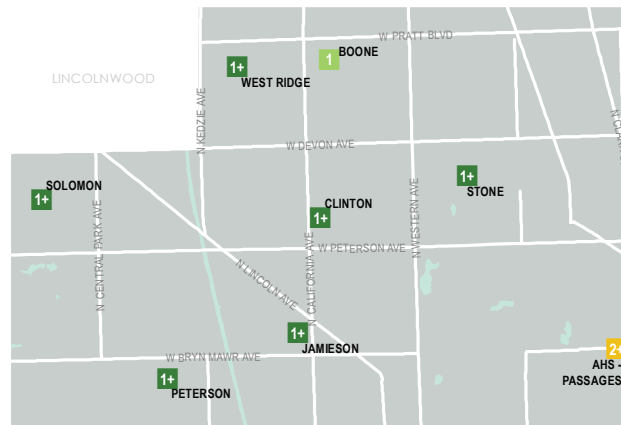 W PRATT BLVD
BOONE
1
1+
WEST RIDGE
LINCOLNWOOD
N KEDZIE AVE
W DEVON AVE
SOLOMON
1+
STONE
1+
CLINTON
1+
N CENTRAL PARK AVE
N WESTERN AVE
W PETERSON AVE
N CALIFORNIA AVE
N LINCOLN AVE
1+
JAMIESON
W BRYN MAWR AVE
1+
PETERSON
AHS -
PASSAGES